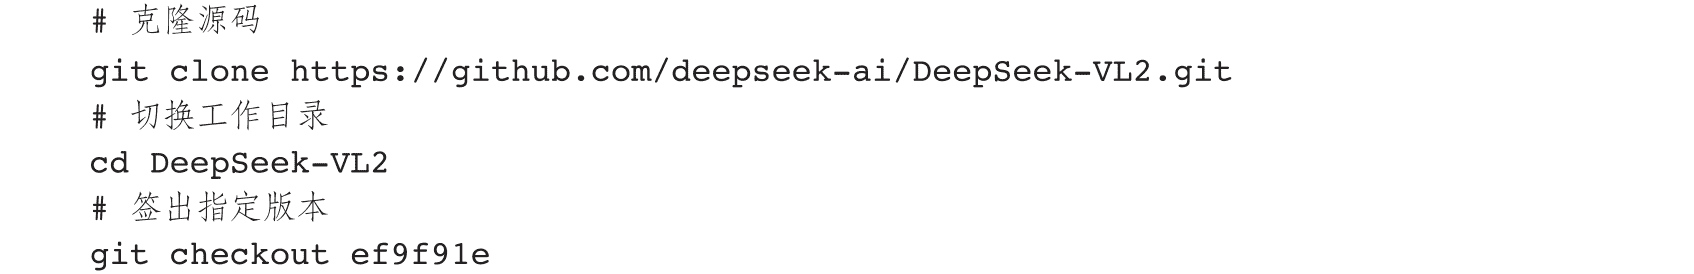 # 克隆源码
git clone https://github.com/deepseek-ai/DeepSeek-VL2.git
# 切换工作目录
cd DeepSeek-VL2
# 签出指定版本
git checkout ef9f91e